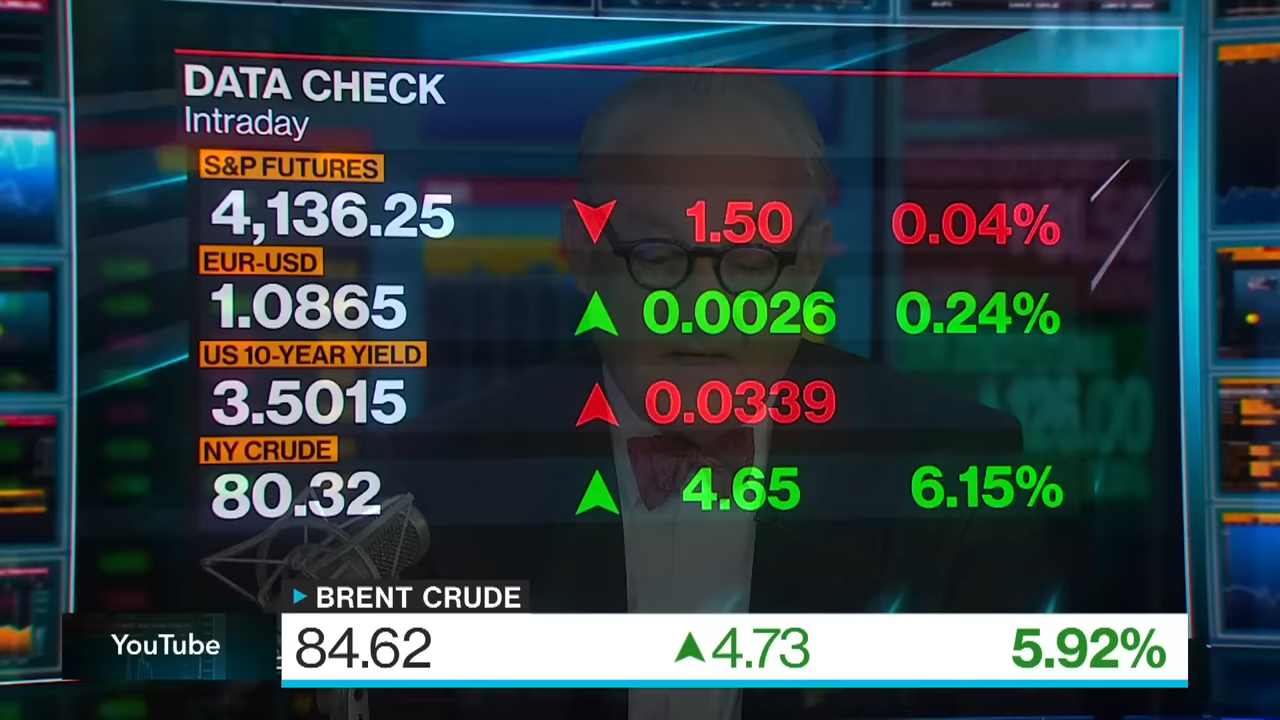 DATA CHECK
Intraday
S&P FUTURES
4,136.25 ▼ 1.50 0.04%
EUR-USD
1.0865 ▲ 0.0026 0.24%
US 10-YEAR YIELD
3.5015 ▲ 0.0339
NY CRUDE
80.32 ▲ 4.65 6.15%
BRENT CRUDE
YouTube
84.62 ▲ 4.73 5.92%